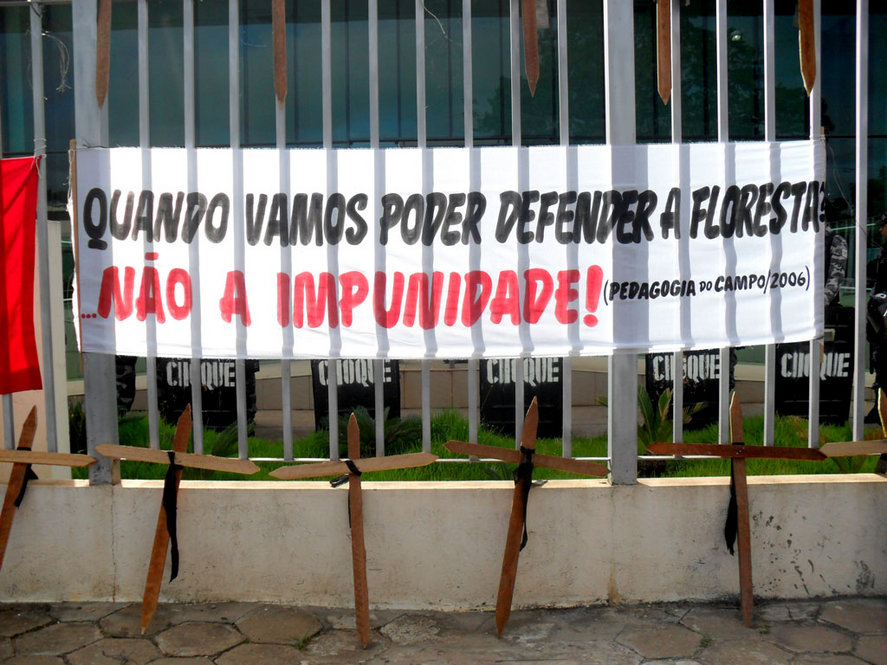 QUANDO VAMOS PODER DEFENDER A FLORESTA?
...NÃO A IMPUNIDADE! (PEDAGOGIA DO CAMPO/2006)
CHOQUE
CHOQUE
CHOQUE
CHOQUE
CHOQUE